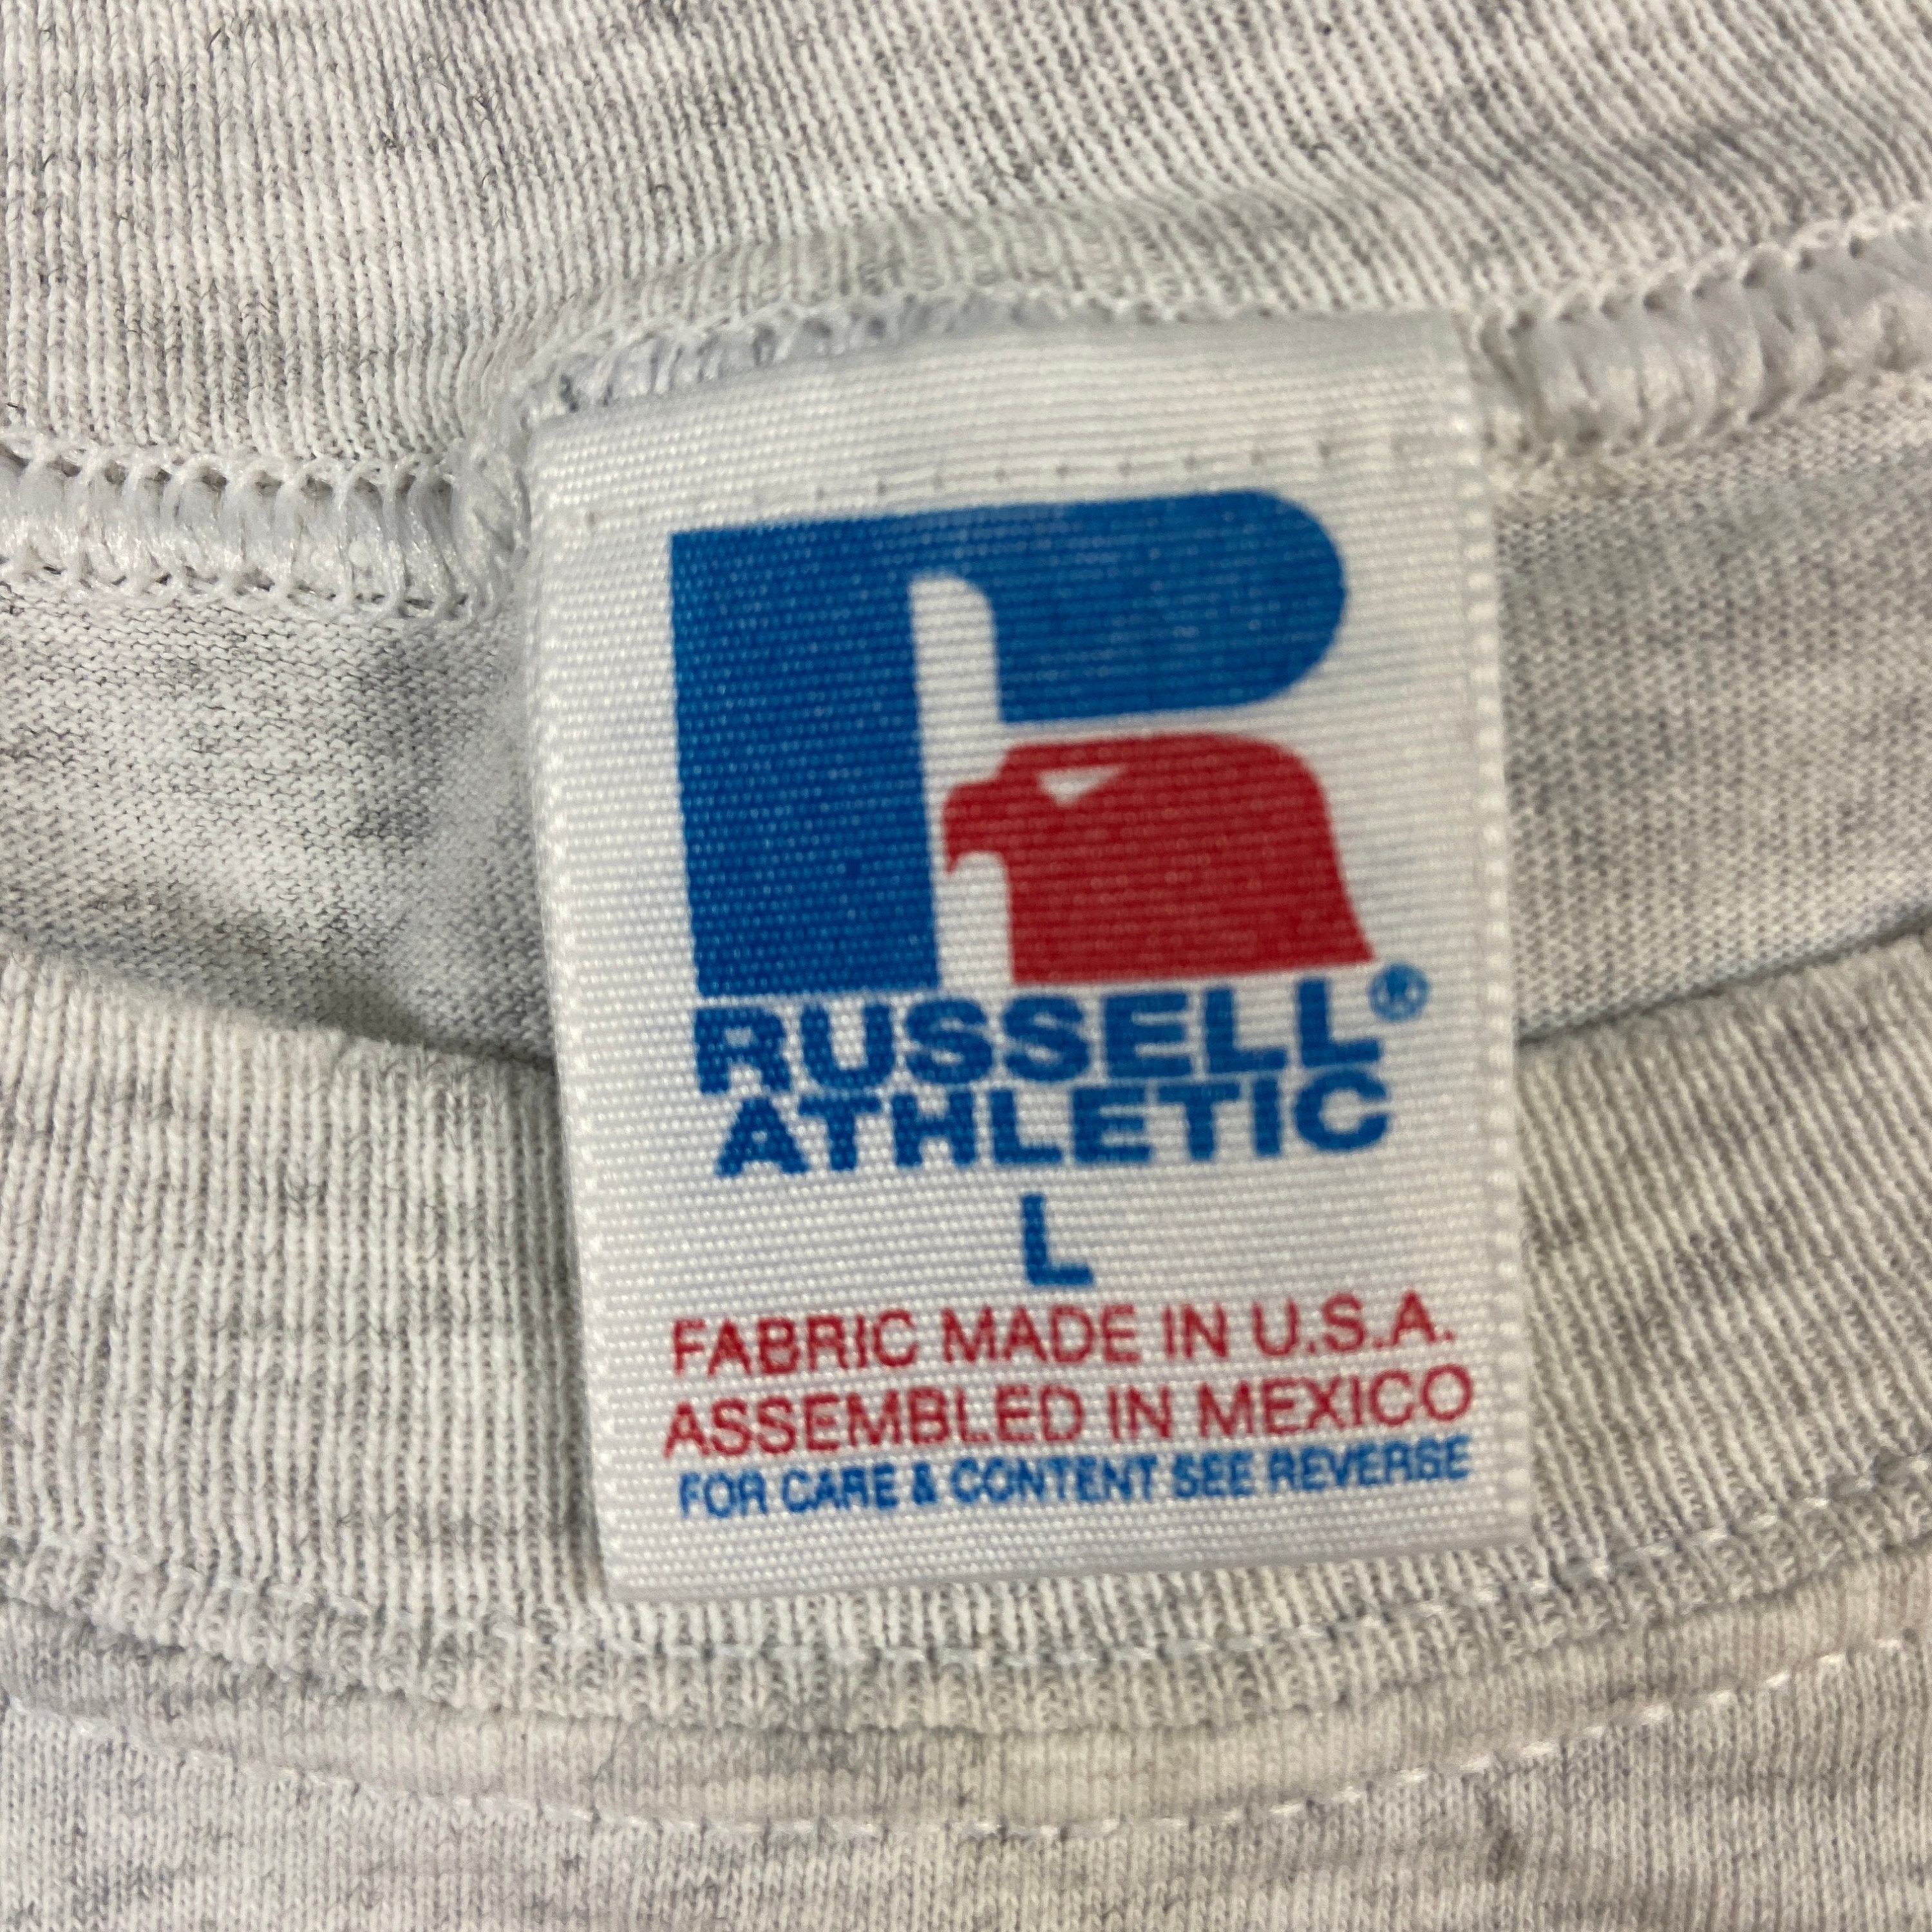 RUSSELL®
ATHLETIC
L
FABRIC MADE IN U.S.A.
ASSEMBLED IN MEXICO
FOR CARE & CONTENT SEE REVERSE